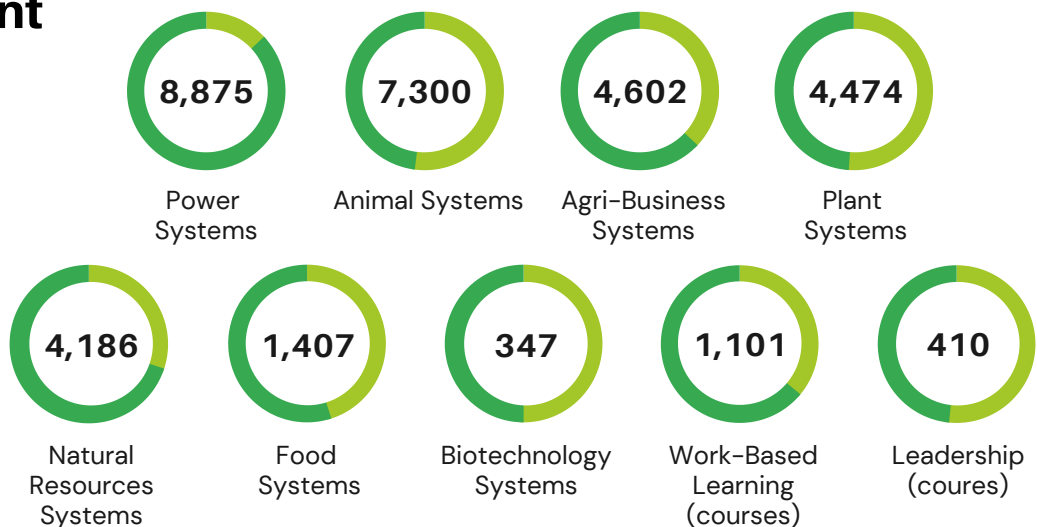 nt
8,875
7,300
4,602
4,474
Power
Systems
Animal Systems
Agri-Business
Systems
Plant
Systems
4,186
1,407
347
1,101
410
Natural
Resources
Systems
Food
Systems
Biotechnology
Systems
Work-Based
Learning
(courses)
Leadership
(coures)